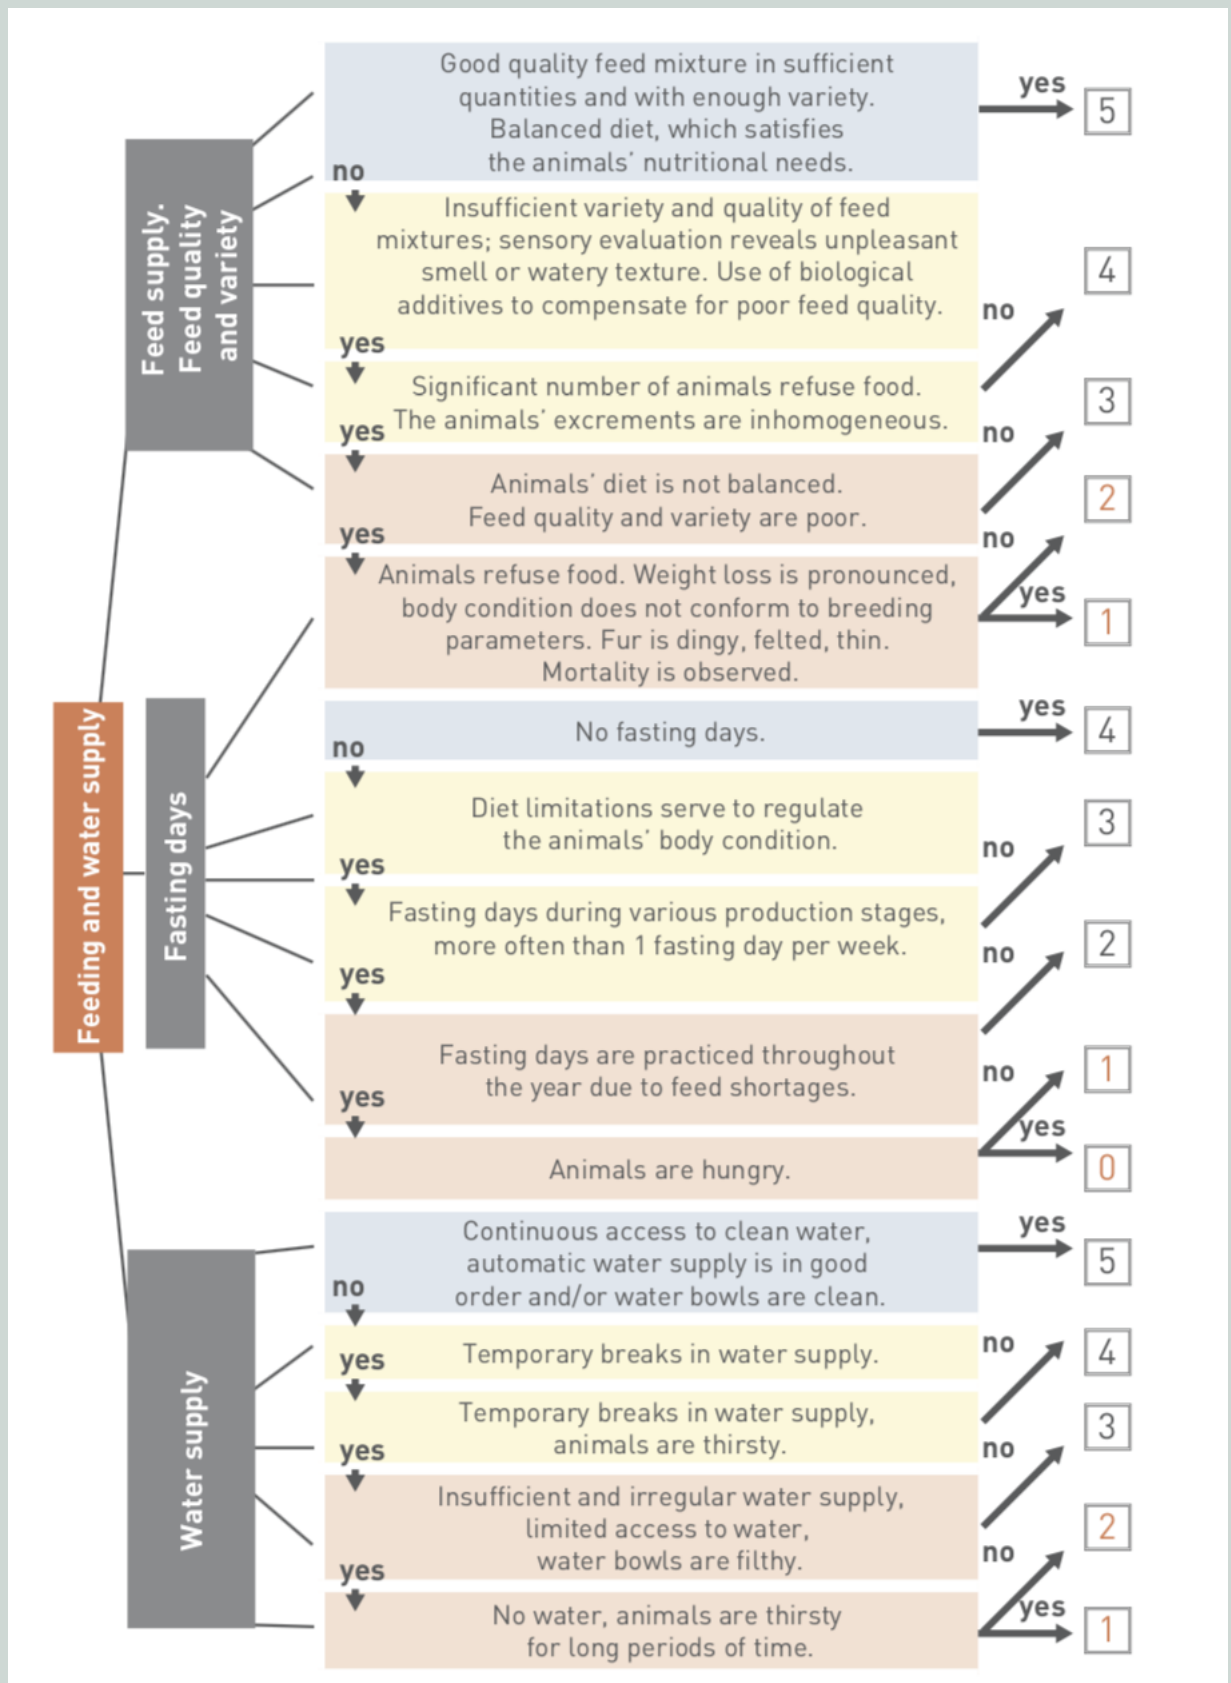 Feeding and water supply
Feed supply.
Feed quality
and variety
Good quality feed mixture in sufficient
quantities and with enough variety.
Balanced diet, which satisfies
the animals' nutritional needs.
yes
5
no
Insufficient variety and quality of feed
mixtures; sensory evaluation reveals unpleasant
smell or watery texture. Use of biological
additives to compensate for poor feed quality.
4
no
yes
Significant number of animals refuse food.
The animals' excrements are inhomogeneous.
3
no
yes
Animals' diet is not balanced.
Feed quality and variety are poor.
2
no
yes
Animals refuse food. Weight loss is pronounced,
body condition does not conform to breeding
parameters. Fur is dingy, felted, thin.
Mortality is observed.
yes
1
Fasting days
No fasting days.
yes
4
no
Diet limitations serve to regulate
the animals' body condition.
3
no
yes
Fasting days during various production stages,
more often than 1 fasting day per week.
2
no
yes
Fasting days are practiced throughout
the year due to feed shortages.
1
no
yes
Animals are hungry.
yes
0
Water supply
Continuous access to clean water,
automatic water supply is in good
order and/or water bowls are clean.
yes
5
no
Temporary breaks in water supply.
4
no
yes
Temporary breaks in water supply,
animals are thirsty.
3
no
yes
Insufficient and irregular water supply,
limited access to water,
water bowls are filthy.
2
no
yes
No water, animals are thirsty
for long periods of time.
yes
1